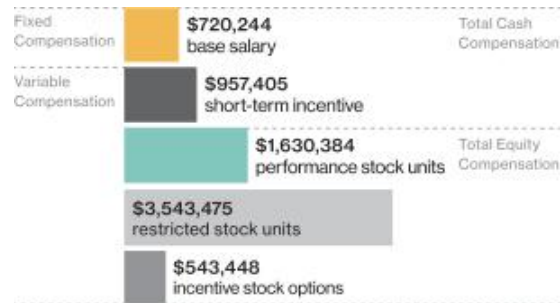 Fixed
Compensation
$720,244
base salary
Total Cash
Compensation
Variable
Compensation
$957,405
short-term incentive
$1,630,384
performance stock units
Total Equity
Compensation
$3,543,475
restricted stock units
$543,448
incentive stock options